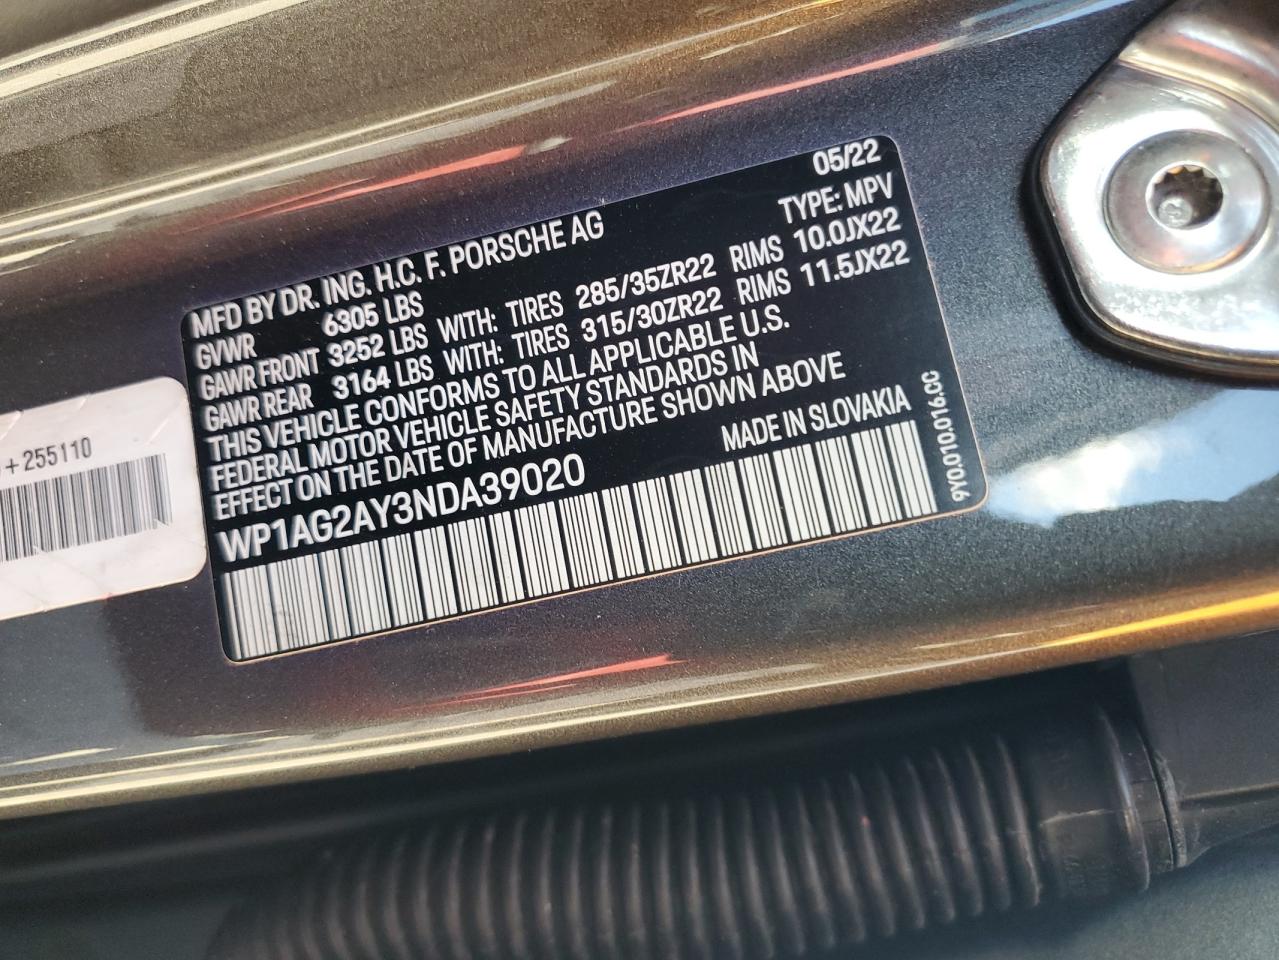 05/22
MFD BY DR. ING. H.C. F. PORSCHE AG
TYPE: MPV
GVWR 6305 LBS
GAWR FRONT 3252 LBS WITH: TIRES 285/35ZR22 RIMS 10.0JX22
GAWR REAR 3164 LBS WITH: TIRES 315/30ZR22 RIMS 11.5JX22
THIS VEHICLE CONFORMS TO ALL APPLICABLE U.S.
FEDERAL MOTOR VEHICLE SAFETY STANDARDS IN
EFFECT ON THE DATE OF MANUFACTURE SHOWN ABOVE
MADE IN SLOVAKIA
WP1AG2AY3NDA39020
9Y0.010.016.CC
+ 255110